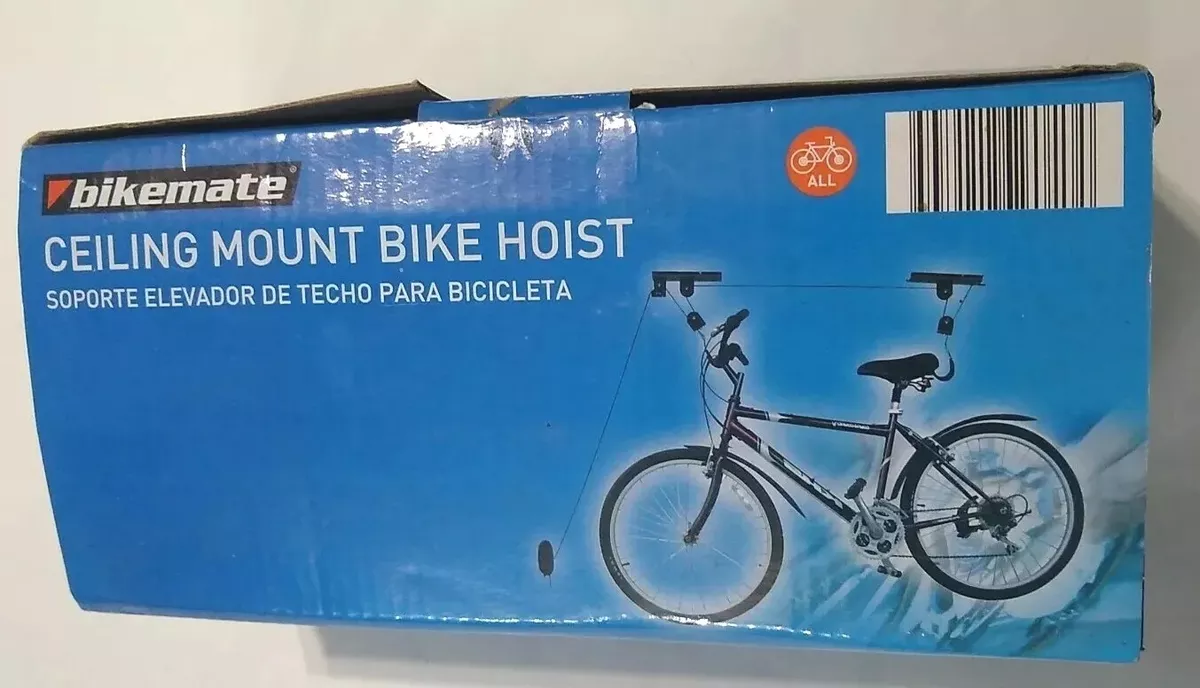 bikemate
CEILING MOUNT BIKE HOIST
SOPORTE ELEVADOR DE TECHO PARA BICICLETA
ALL